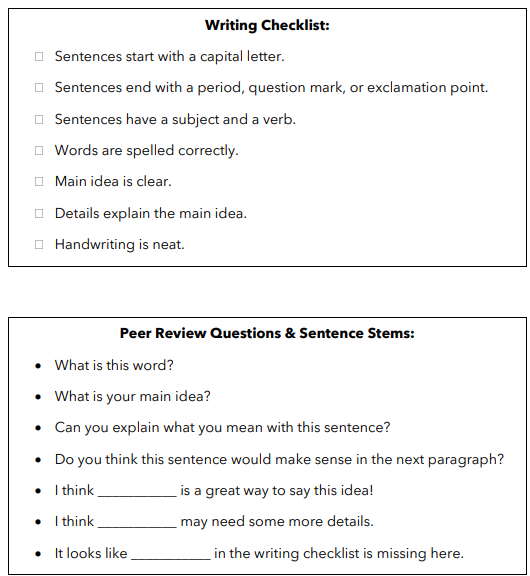 Writing Checklist:
Sentences start with a capital letter.
Sentences end with a period, question mark, or exclamation point.
Sentences have a subject and a verb.
Words are spelled correctly.
Main idea is clear.
Details explain the main idea.
Handwriting is neat.
Peer Review Questions & Sentence Stems:
What is this word?
What is your main idea?
Can you explain what you mean with this sentence?
Do you think this sentence would make sense in the next paragraph?
I think ___________ is a great way to say this idea!
I think ___________ may need some more details.
It looks like ___________ in the writing checklist is missing here.